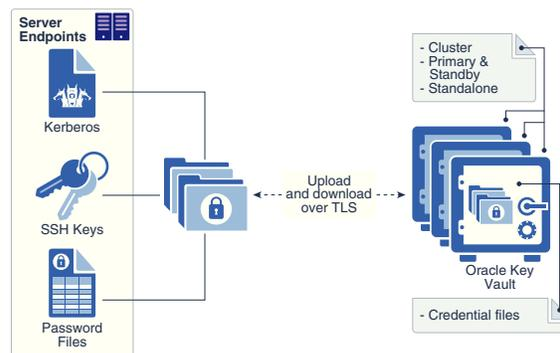 Server
Endpoints
Kerberos
SSH Keys
Password
Files
Upload
and download
over TLS
- Cluster
- Primary &
Standby
- Standalone
Oracle Key
Vault
- Credential files